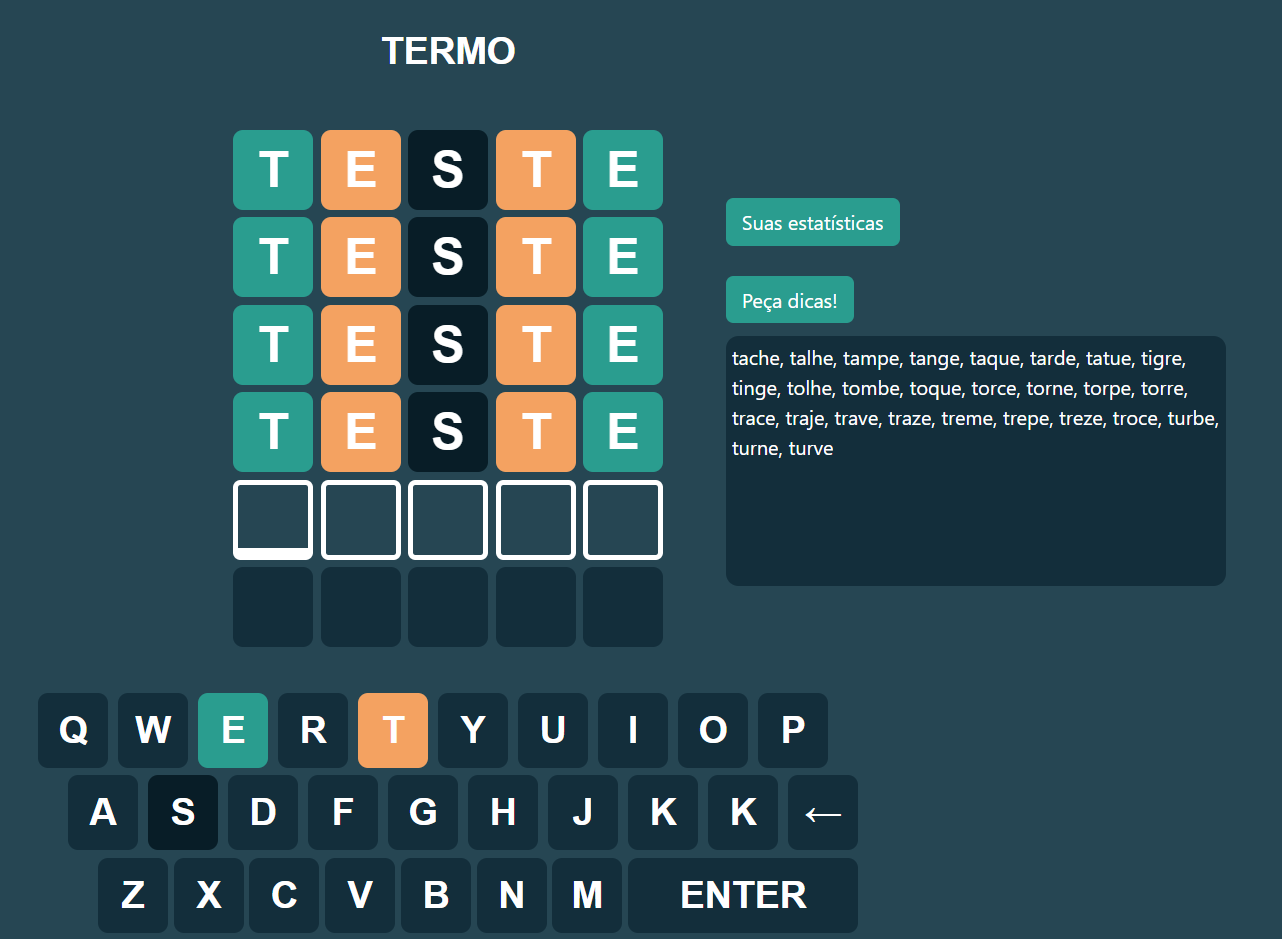 TERMO
T E S T E
T E S T E
T E S T E
T E S T E
Suas estatísticas
Peça dicas!
tache, talhe, tampe, tange, taque, tarde, tatue, tigre,
tinge, tolhe, tombe, toque, torce, torne, torpe, torre,
trace, traje, trave, traze, treme, trepe, treze, troce, turbe,
turne, turve
Q W E R T Y U I O P
A S D F G H J K K ←
Z X C V B N M ENTER